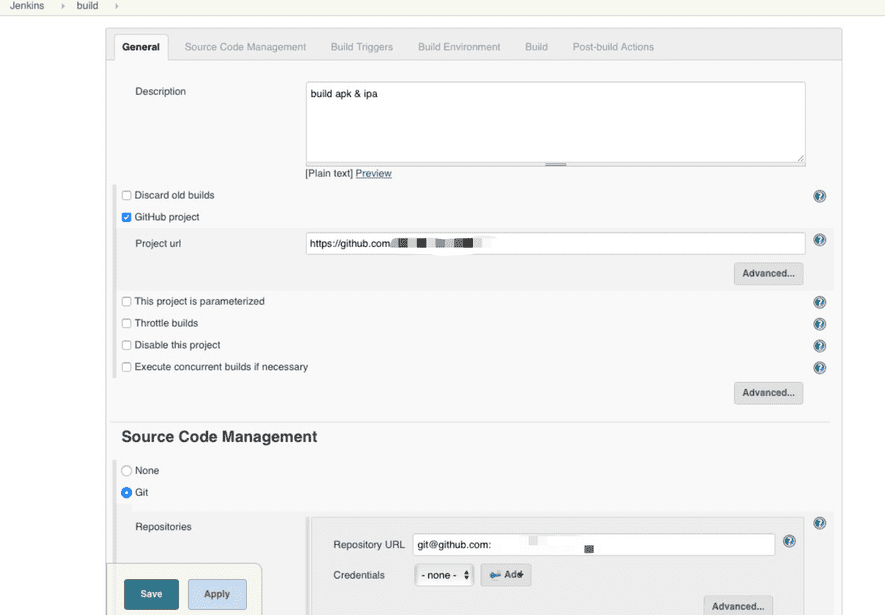 Jenkins build
General Source Code Management Build Triggers Build Environment Build Post-build Actions
Description
build apk & ipa
[Plain text] Preview
Discard old builds
GitHub project
Project url
https://github.com/
Advanced...
This project is parameterized
Throttle builds
Disable this project
Execute concurrent builds if necessary
Advanced...
Source Code Management
None
Git
Repositories
Repository URL git@github.com:
Credentials - none - Add
Save Apply
Advanced...